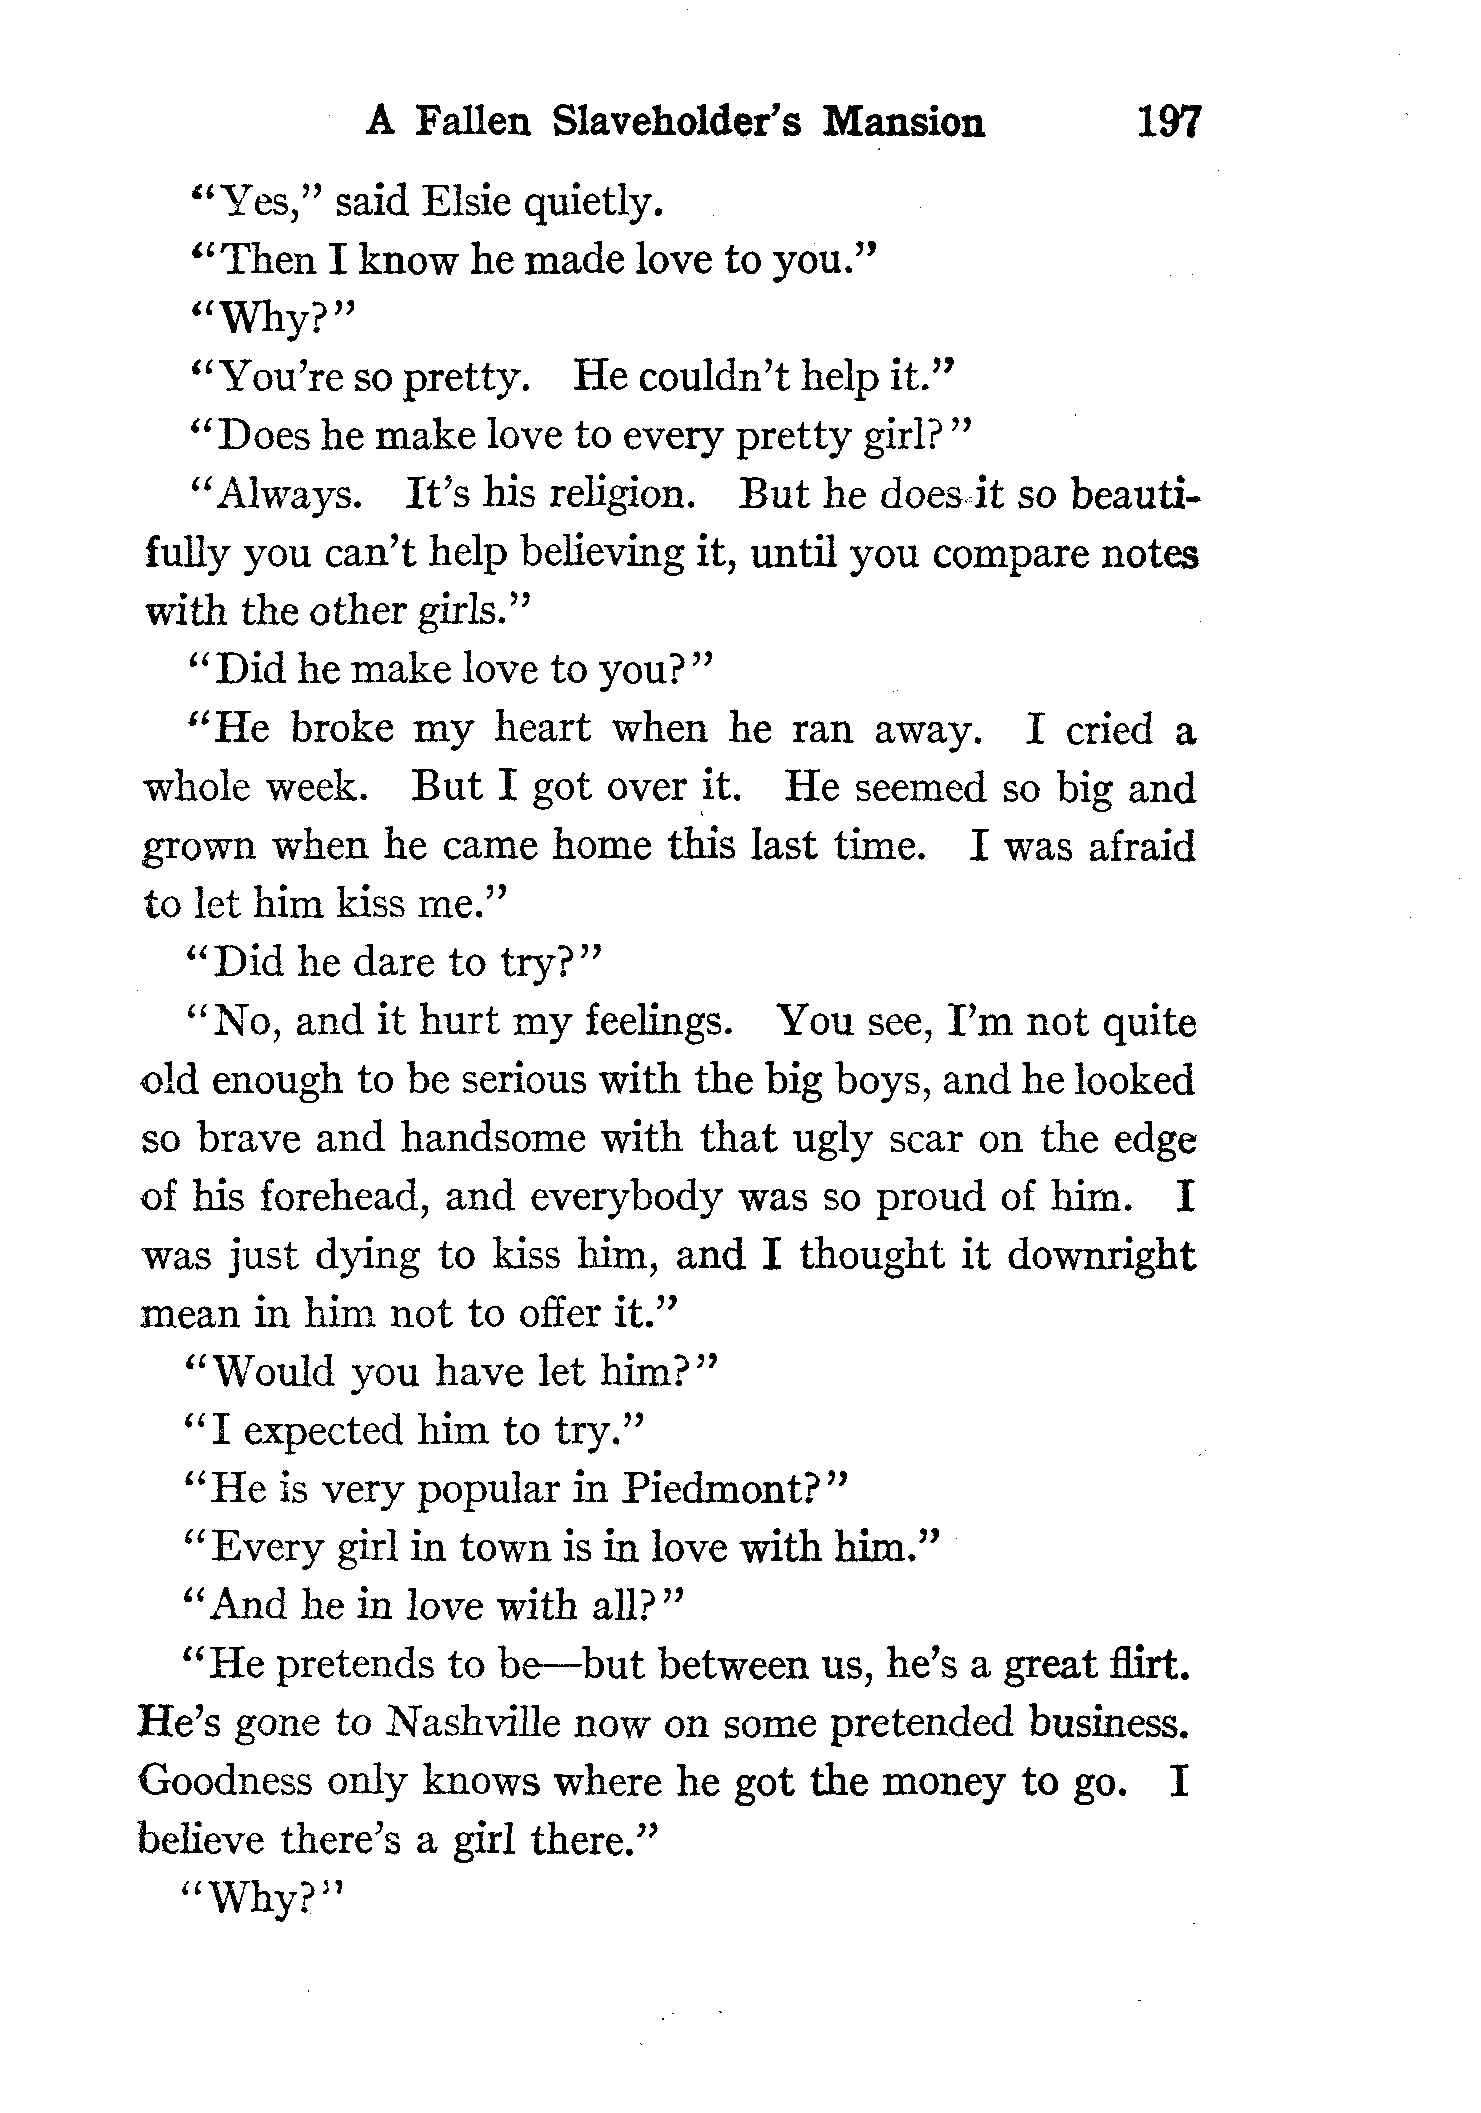 A Fallen Slaveholder's Mansion 197
"Yes," said Elsie quietly.
"Then I know he made love to you."
"Why?"
"You're so pretty. He couldn't help it."
"Does he make love to every pretty girl?"
"Always. It's his religion. But he does it so beauti-
fully you can't help believing it, until you compare notes
with the other girls."
"Did he make love to you?"
"He broke my heart when he ran away. I cried a
whole week. But I got over it. He seemed so big and
grown when he came home this last time. I was afraid
to let him kiss me."
"Did he dare to try?"
"No, and it hurt my feelings. You see, I'm not quite
old enough to be serious with the big boys, and he looked
so brave and handsome with that ugly scar on the edge
of his forehead, and everybody was so proud of him. I
was just dying to kiss him, and I thought it downright
mean in him not to offer it."
"Would you have let him?"
"I expected him to try."
"He is very popular in Piedmont?"
"Every girl in town is in love with him."
"And he in love with all?"
"He pretends to be—but between us, he's a great flirt.
He's gone to Nashville now on some pretended business.
Goodness only knows where he got the money to go. I
believe there's a girl there."
"Why?"